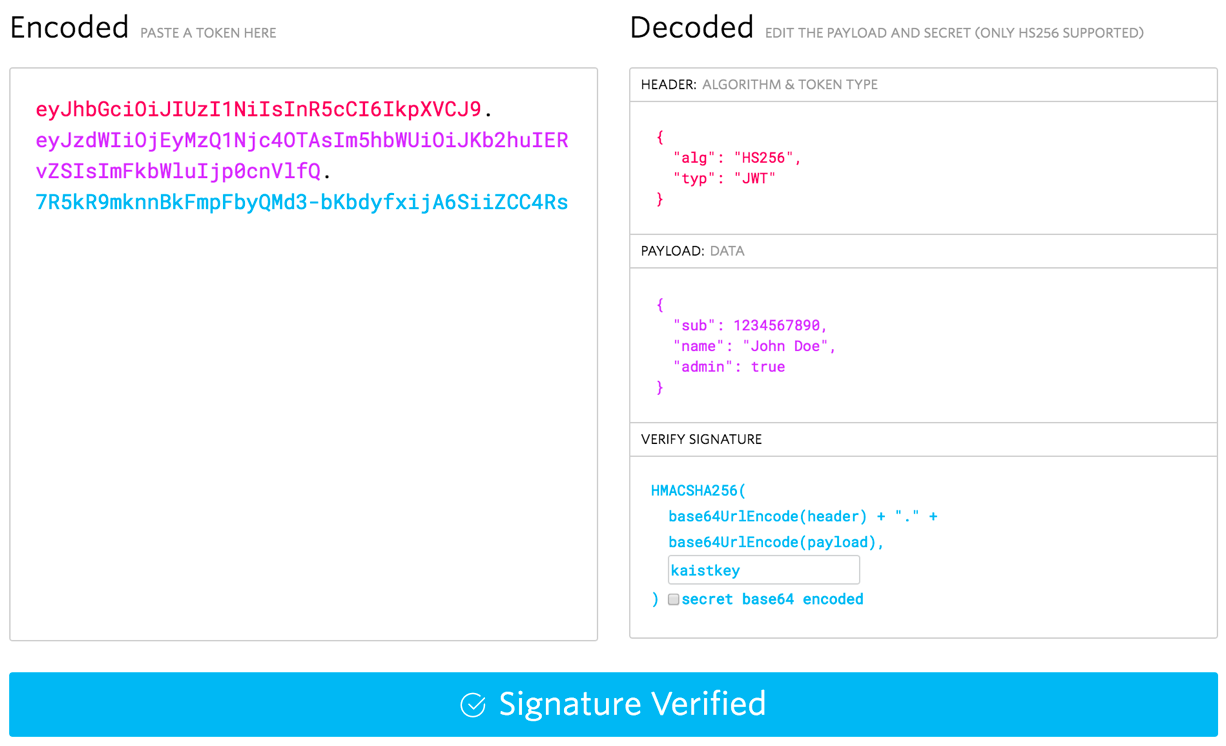 Encoded PASTE A TOKEN HERE
eyJhbGciOiJIUzI1NiIsInR5cCI6IkpXVCJ9.
eyJzdWIiOjEyMzQ1Njc4OTAsIm5hbWUiOiJKb2huIER
vZSIsImFkbWluIjp0cnVlfQ.
7R5kR9mknnBkFmpFbyQMd3-bKbdyfxijA6SiiZCC4Rs
Decoded EDIT THE PAYLOAD AND SECRET (ONLY HS256 SUPPORTED)
HEADER: ALGORITHM & TOKEN TYPE
{
"alg": "HS256",
"typ": "JWT"
}
PAYLOAD: DATA
{
"sub": 1234567890,
"name": "John Doe",
"admin": true
}
VERIFY SIGNATURE
HMACSHA256(
base64UrlEncode(header) + "." +
base64UrlEncode(payload),
kaistkey
) secret base64 encoded
Signature Verified